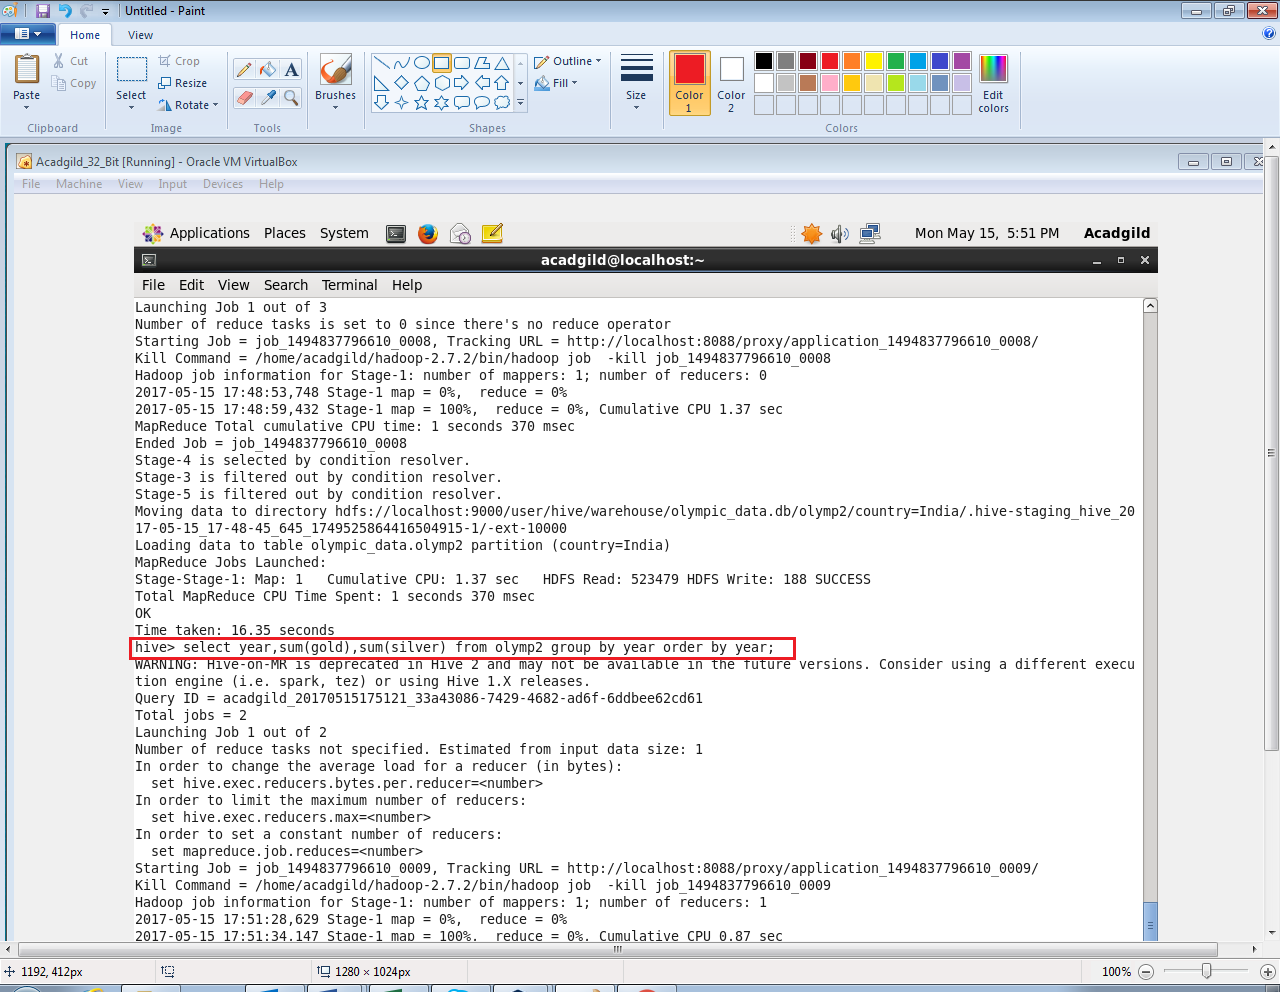 Untitled - Paint
Home
View
Paste
Cut
Copy
Clipboard
Select
Crop
Resize
Rotate
Image
Tools
Brushes
Outline
Fill
Shapes
Size
Color 1
Color 2
Edit colors
Colors
Acadgild_32_Bit [Running] - Oracle VM VirtualBox
File Machine View Input Devices Help
Applications Places System
Mon May 15, 5:51 PM
Acadgild
acadgild@localhost:~
File Edit View Search Terminal Help
Launching Job 1 out of 3
Number of reduce tasks is set to 0 since there's no reduce operator
Starting Job = job_1494837796610_0008, Tracking URL = http://localhost:8088/proxy/application_1494837796610_0008/
Kill Command = /home/acadgild/hadoop-2.7.2/bin/hadoop job  -kill job_1494837796610_0008
Hadoop job information for Stage-1: number of mappers: 1; number of reducers: 0
2017-05-15 17:48:53,748 Stage-1 map = 0%,  reduce = 0%
2017-05-15 17:48:59,432 Stage-1 map = 100%,  reduce = 0%, Cumulative CPU 1.37 sec
MapReduce Total cumulative CPU time: 1 seconds 370 msec
Ended Job = job_1494837796610_0008
Stage-4 is selected by condition resolver.
Stage-3 is filtered out by condition resolver.
Stage-5 is filtered out by condition resolver.
Moving data to directory hdfs://localhost:9000/user/hive/warehouse/olympic_data.db/olymp2/country=India/.hive-staging_hive_20
17-05-15_17-48-45_645_1749525864416504915-1/-ext-10000
Loading data to table olympic_data.olymp2 partition (country=India)
MapReduce Jobs Launched:
Stage-Stage-1: Map: 1   Cumulative CPU: 1.37 sec   HDFS Read: 523479 HDFS Write: 188 SUCCESS
Total MapReduce CPU Time Spent: 1 seconds 370 msec
OK
Time taken: 16.35 seconds
hive> select year,sum(gold),sum(silver) from olymp2 group by year order by year;
WARNING: Hive-on-MR is deprecated in Hive 2 and may not be available in the future versions. Consider using a different execu
tion engine (i.e. spark, tez) or using Hive 1.X releases.
Query ID = acadgild_20170515175121_33a43086-7429-4682-ad6f-6ddbee62cd61
Total jobs = 2
Launching Job 1 out of 2
Number of reduce tasks not specified. Estimated from input data size: 1
In order to change the average load for a reducer (in bytes):
  set hive.exec.reducers.bytes.per.reducer=<number>
In order to limit the maximum number of reducers:
  set hive.exec.reducers.max=<number>
In order to set a constant number of reducers:
  set mapreduce.job.reduces=<number>
Starting Job = job_1494837796610_0009, Tracking URL = http://localhost:8088/proxy/application_1494837796610_0009/
Kill Command = /home/acadgild/hadoop-2.7.2/bin/hadoop job  -kill job_1494837796610_0009
Hadoop job information for Stage-1: number of mappers: 1; number of reducers: 1
2017-05-15 17:51:28,629 Stage-1 map = 0%,  reduce = 0%
2017-05-15 17:51:34,147 Stage-1 map = 100%,  reduce = 0%, Cumulative CPU 0.87 sec
1192, 412px
1280 × 1024px
100%